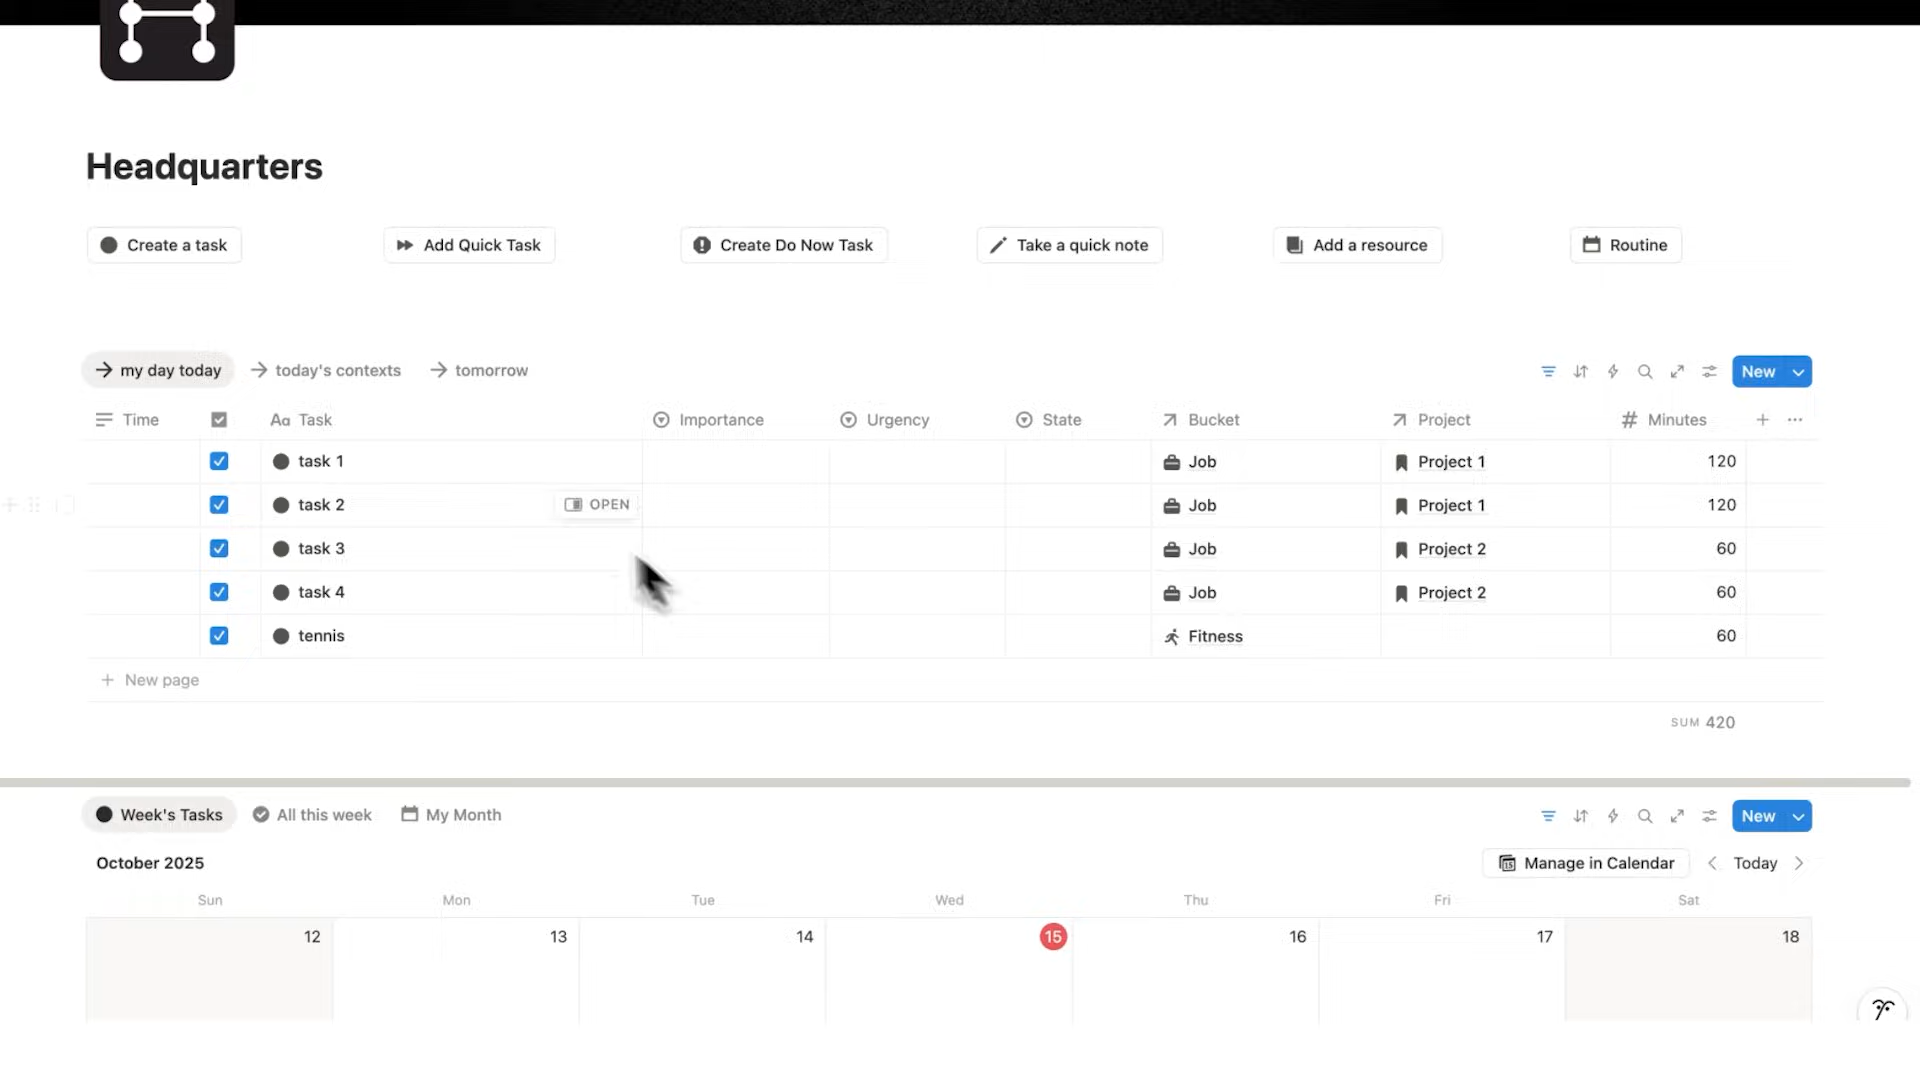 Headquarters
Create a task Add Quick Task Create Do Now Task Take a quick note Add a resource Routine
my day today today's contexts tomorrow New
Time Aa Task Importance Urgency State Bucket Project # Minutes + ...
task 1 Job Project 1 120
task 2 OPEN Job Project 1 120
task 3 Job Project 2 60
task 4 Job Project 2 60
tennis Fitness 60
+ New page
SUM 420
Week's Tasks All this week My Month New
October 2025 Manage in Calendar < Today >
Sun Mon Tue Wed Thu Fri Sat
12 13 14 15 16 17 18